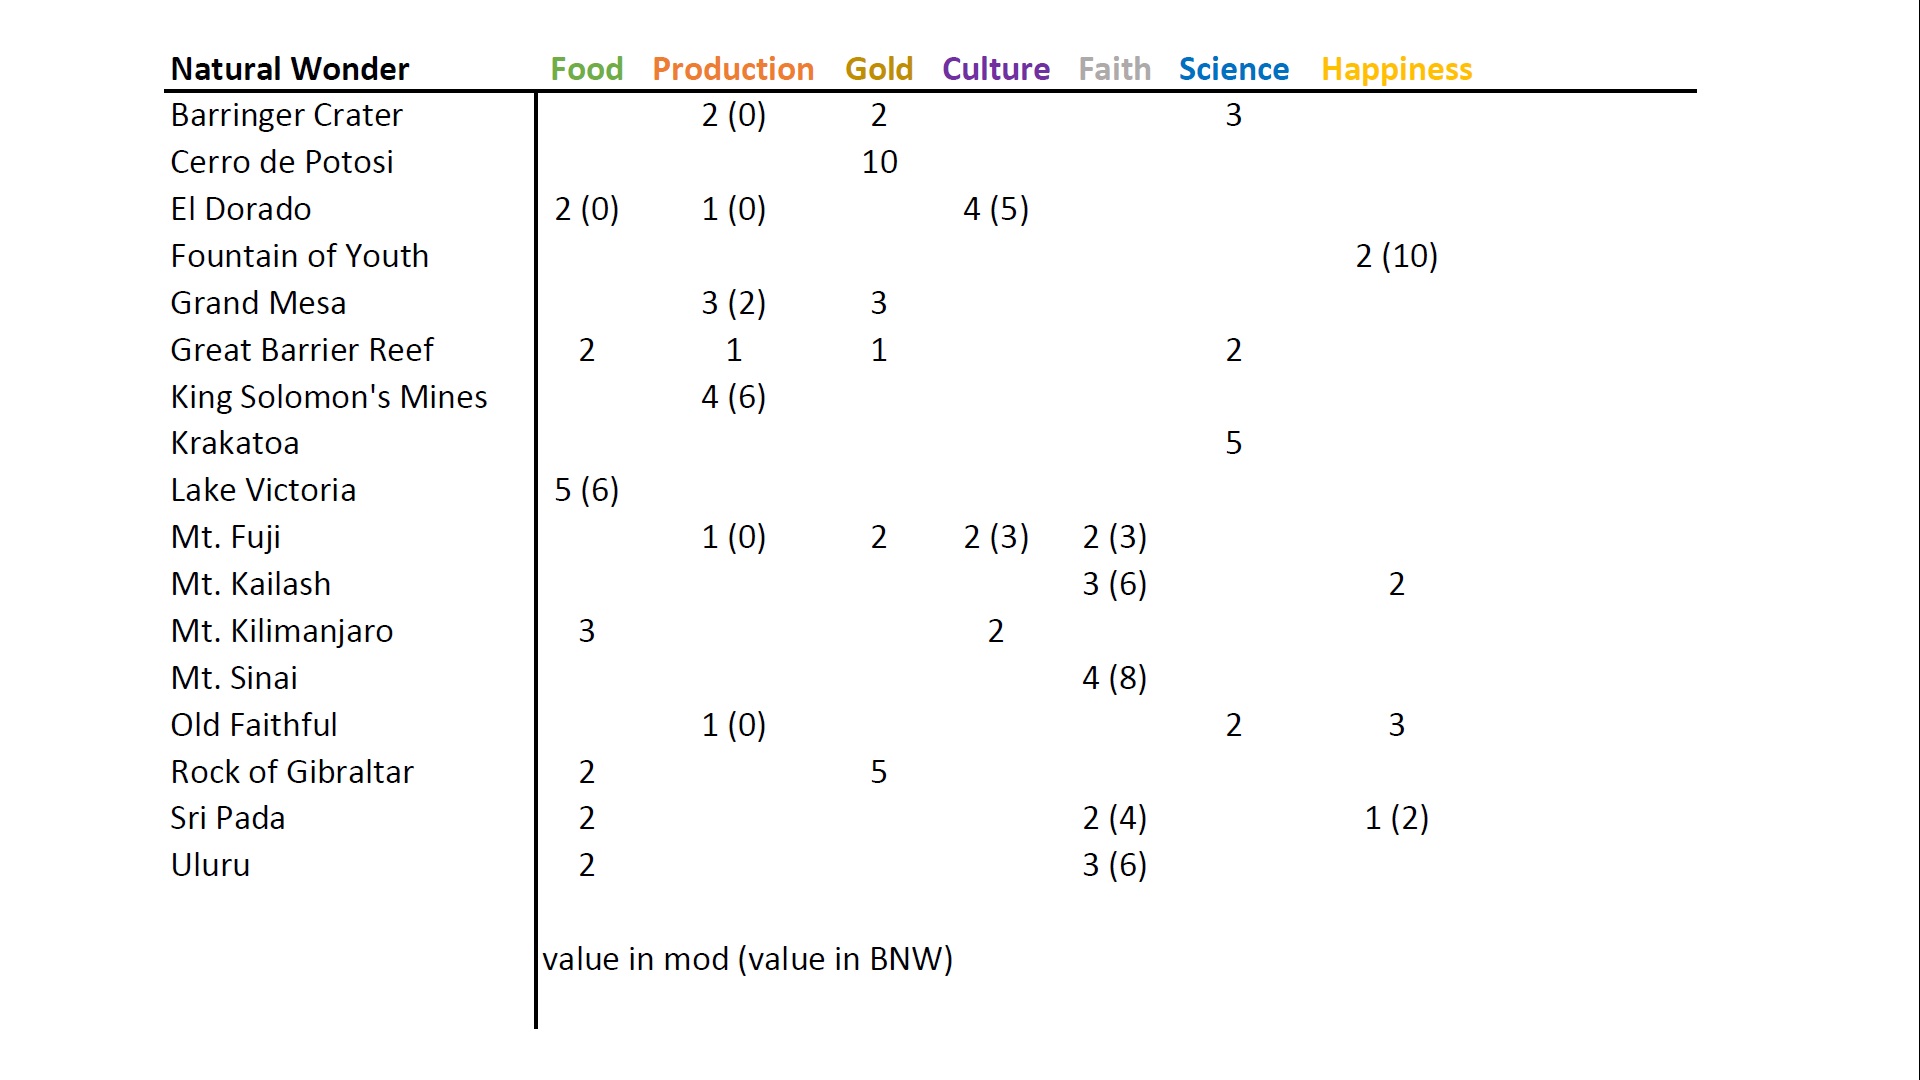 Natural Wonder Food Production Gold Culture Faith Science Happiness
Barringer Crater 2 (0) 2 3
Cerro de Potosi 10
El Dorado 2 (0) 1 (0) 4 (5)
Fountain of Youth 2 (10)
Grand Mesa 3 (2) 3
Great Barrier Reef 2 1 1 2
King Solomon's Mines 4 (6)
Krakatoa 5
Lake Victoria 5 (6)
Mt. Fuji 1 (0) 2 2 (3) 2 (3)
Mt. Kailash 3 (6) 2
Mt. Kilimanjaro 3 2
Mt. Sinai 4 (8)
Old Faithful 1 (0) 2 3
Rock of Gibraltar 2 5
Sri Pada 2 2 (4) 1 (2)
Uluru 2 3 (6)
value in mod (value in BNW)